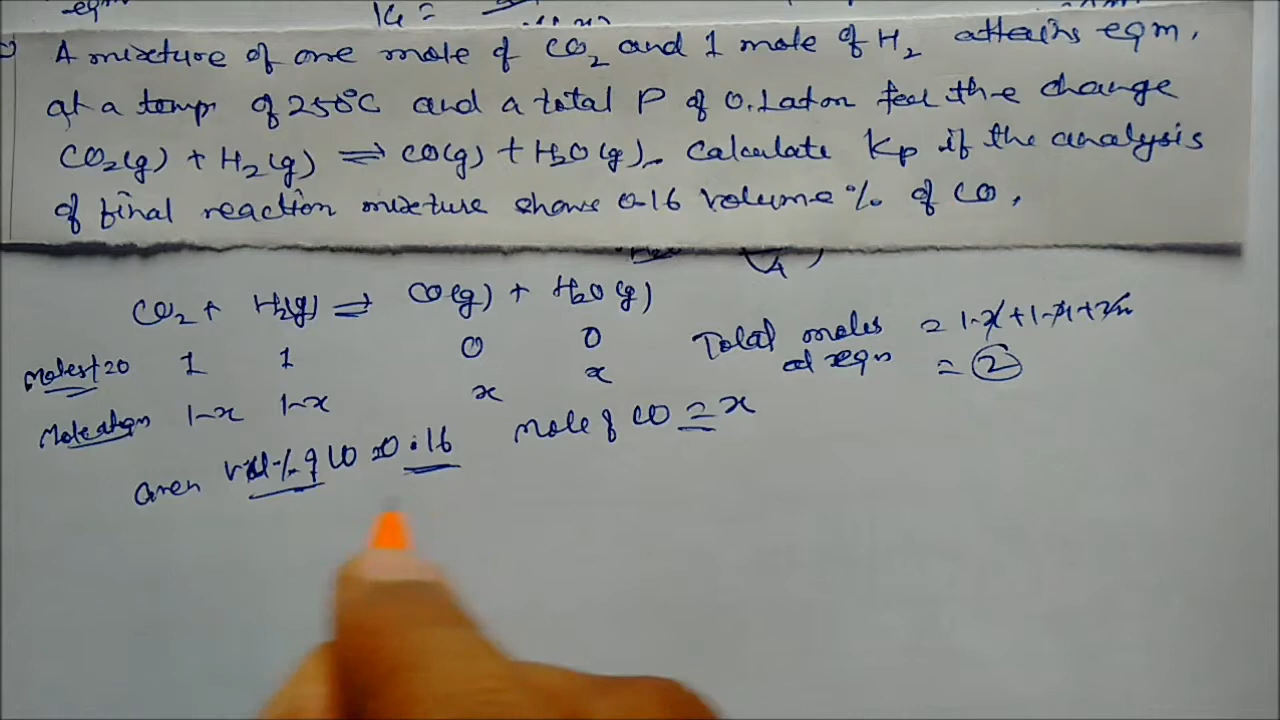 eqm
A mixture of one mole of CO2 and 1 mole of H2 attains eqm.
at a temp of 250°C and a total P of 0.1 atm for the change
CO2(g) + H2(g) ⇌ CO(g) + H2O(g). Calculate Kp if the analysis
of final reaction mixture shows 0.16 volume % of CO.
CO2 + H2(g) ⇌ CO(g) + H2O(g)
Moles t=0 1 1 0 0
Mole at eqm 1-x 1-x x x
Total moles = 1-x+1-x+2x
at eqm = 2
Given vol % of CO = 0.16 mole of CO = x